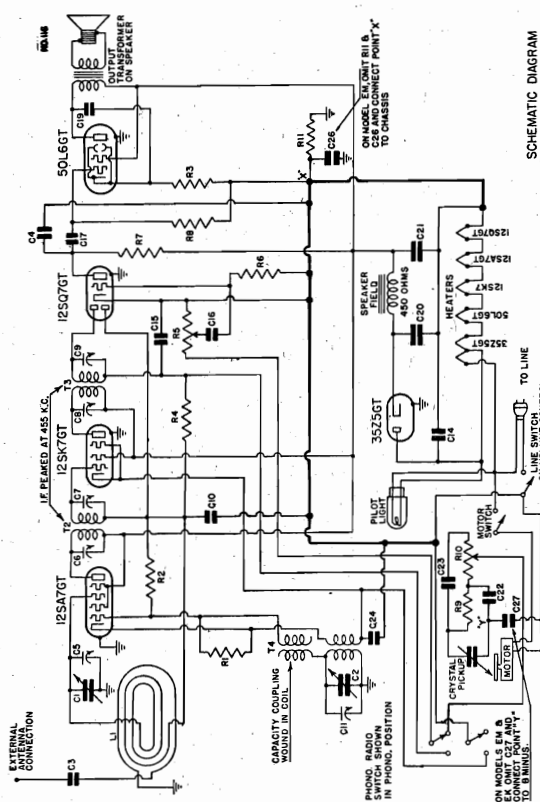 NO. 116
OUTPUT
TRANSFORMER
ON SPEAKER
C19
50L6GT
ON MODEL EM, OMIT R11 &
C26 AND CONNECT POINT "X"
TO CHASSIS
R11
C26
"X"
SCHEMATIC DIAGRAM
R3
C4
C17
R8
R7
12SQ7GT
R6
C15
R5
C16
C9
T3
C8
R4
I.F. PEAKED AT 455 K.C.
12SK7GT
C7
T2
C6
C10
12SA7GT
R2
R1
C5
C1
L1
C3
EXTERNAL
ANTENNA
CONNECTION
T4
C24
CAPACITY COUPLING
WOUND IN COIL
C2
C11
PHONO. RADIO
SWITCH SHOWN
IN PHONO. POSITION
SPEAKER
FIELD
450 OHMS
C21
C20
35Z5GT
C14
HEATERS
12SQ7GT
12SA7GT
12SK7
50L6GT
35Z5GT
PILOT
LIGHT
TO LINE
LINE SWITCH
MOTOR
SWITCH
C23
R10
R9
C22
C27
"Y"
CRYSTAL
PICKUP
MOTOR
ON MODELS EM &
EK OMIT C27 AND
CONNECT POINT "Y"
TO B MINUS.